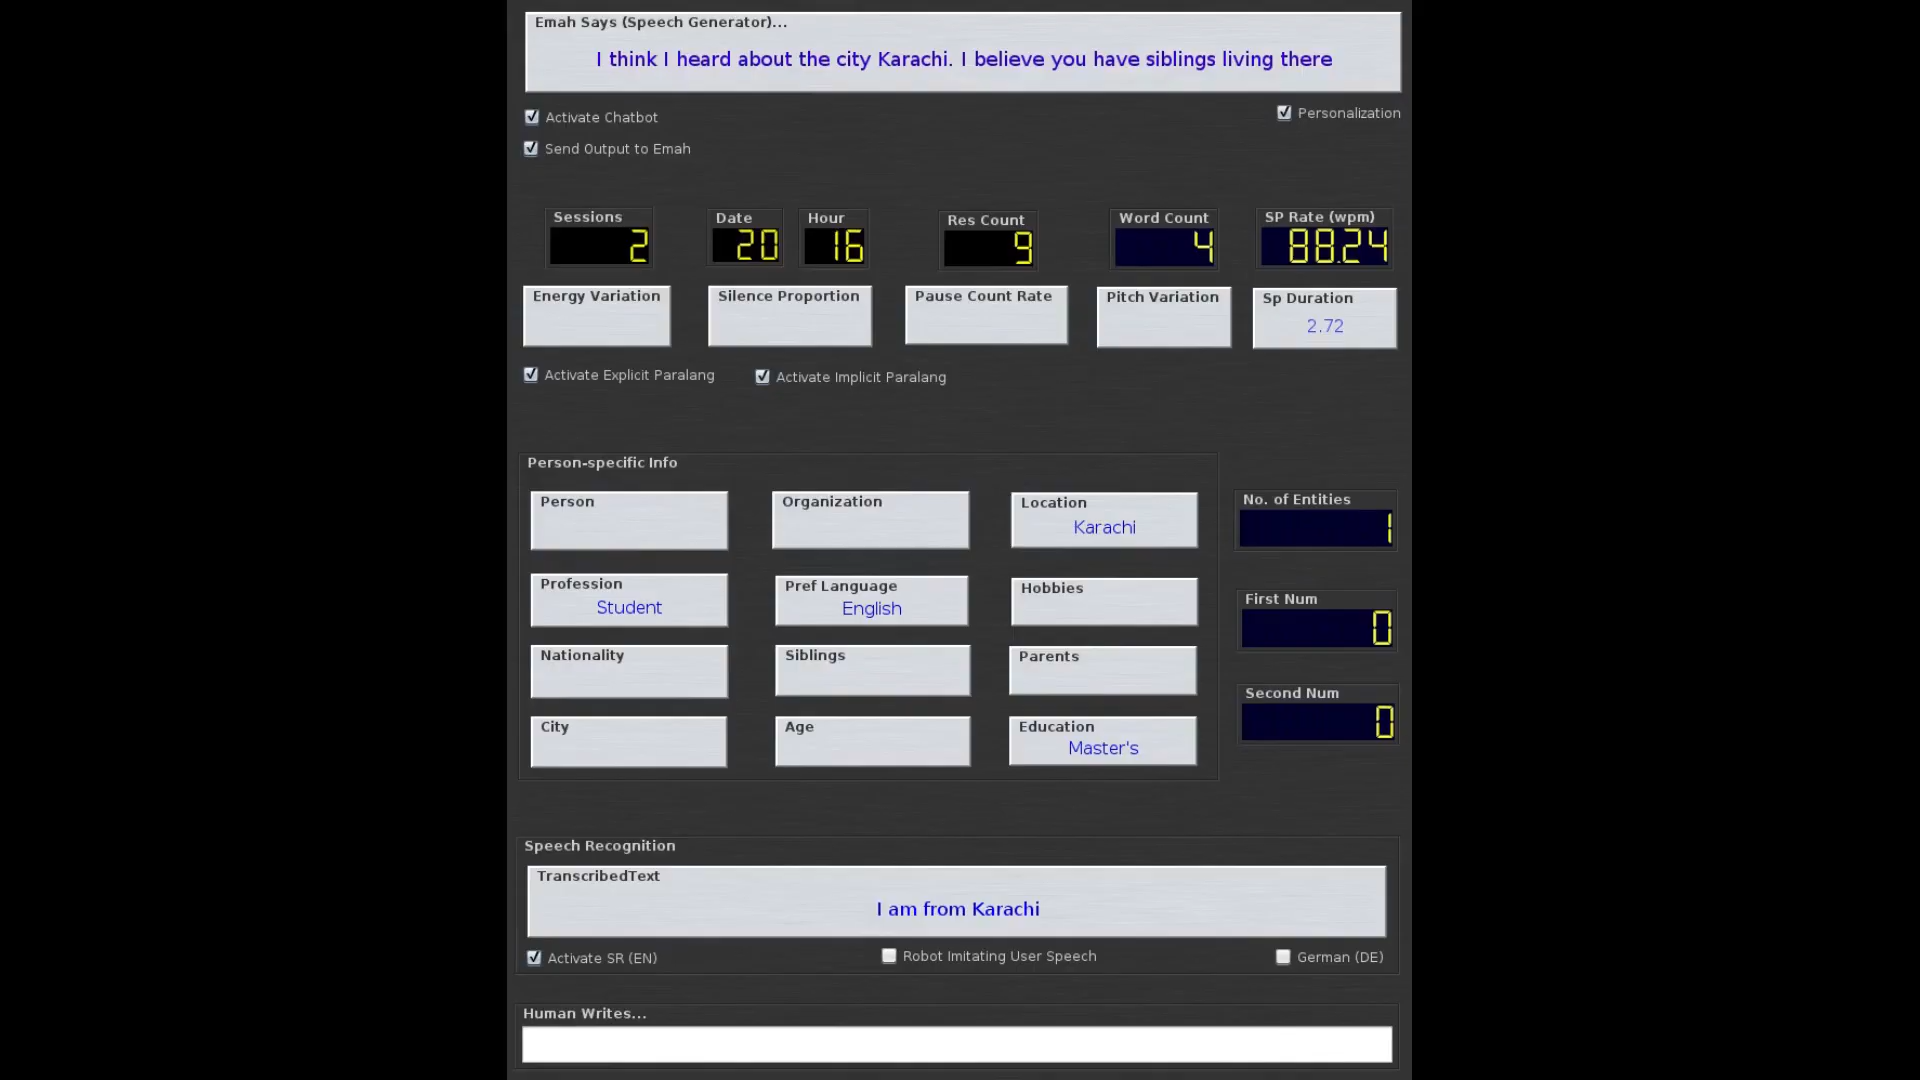 Emah Says (Speech Generator)...
I think I heard about the city Karachi. I believe you have siblings living there
Activate Chatbot
Personalization
Send Output to Emah
Sessions
2
Date
20
Hour
16
Res Count
9
Word Count
4
SP Rate (wpm)
88.24
Energy Variation
Silence Proportion
Pause Count Rate
Pitch Variation
Sp Duration
2.72
Activate Explicit Paralang
Activate Implicit Paralang
Person-specific Info
Person
Organization
Location
Karachi
No. of Entities
1
Profession
Student
Pref Language
English
Hobbies
First Num
0
Nationality
Siblings
Parents
Second Num
0
City
Age
Education
Master's
Speech Recognition
TranscribedText
I am from Karachi
Activate SR (EN)
Robot Imitating User Speech
German (DE)
Human Writes...